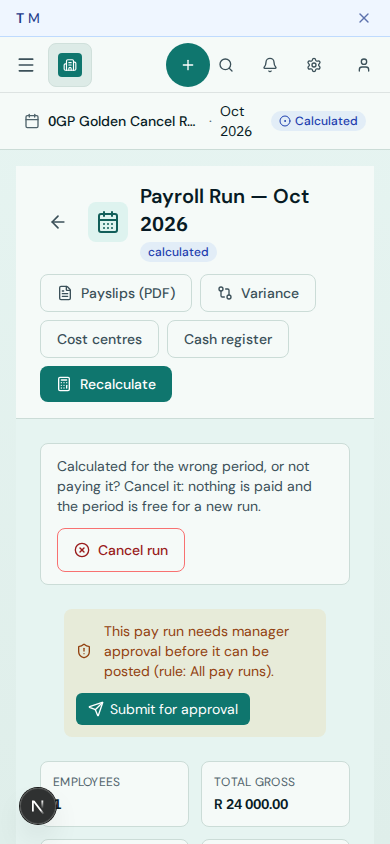 T M
0GP Golden Cancel R... · Oct 2026 Calculated
Payroll Run — Oct
2026
calculated
Payslips (PDF) Variance
Cost centres Cash register
Recalculate
Calculated for the wrong period, or not
paying it? Cancel it: nothing is paid and
the period is free for a new run.
Cancel run
This pay run needs manager
approval before it can be
posted (rule: All pay runs).
Submit for approval
EMPLOYEES TOTAL GROSS
1 R 24 000.00
N